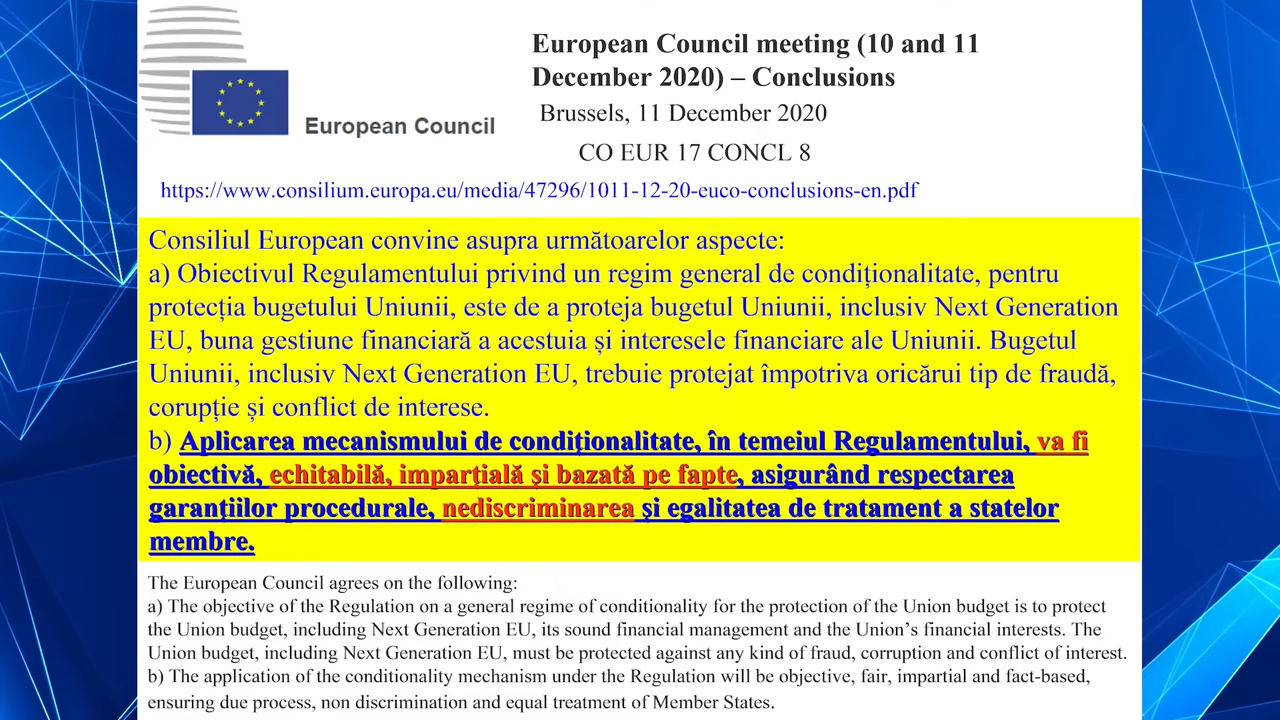 European Council
European Council meeting (10 and 11
December 2020) – Conclusions
Brussels, 11 December 2020
CO EUR 17 CONCL 8
https://www.consilium.europa.eu/media/47296/1011-12-20-euco-conclusions-en.pdf
Consiliul European convine asupra următoarelor aspecte:
a) Obiectivul Regulamentului privind un regim general de condiționalitate, pentru
protecția bugetului Uniunii, este de a proteja bugetul Uniunii, inclusiv Next Generation
EU, buna gestiune financiară a acestuia și interesele financiare ale Uniunii. Bugetul
Uniunii, inclusiv Next Generation EU, trebuie protejat împotriva oricărui tip de fraudă,
corupție și conflict de interese.
b) Aplicarea mecanismului de condiționalitate, în temeiul Regulamentului, va fi
obiectivă, echitabilă, imparțială și bazată pe fapte, asigurând respectarea
garanțiilor procedurale, nediscriminarea și egalitatea de tratament a statelor
membre.
The European Council agrees on the following:
a) The objective of the Regulation on a general regime of conditionality for the protection of the Union budget is to protect
the Union budget, including Next Generation EU, its sound financial management and the Union’s financial interests. The
Union budget, including Next Generation EU, must be protected against any kind of fraud, corruption and conflict of interest.
b) The application of the conditionality mechanism under the Regulation will be objective, fair, impartial and fact-based,
ensuring due process, non discrimination and equal treatment of Member States.